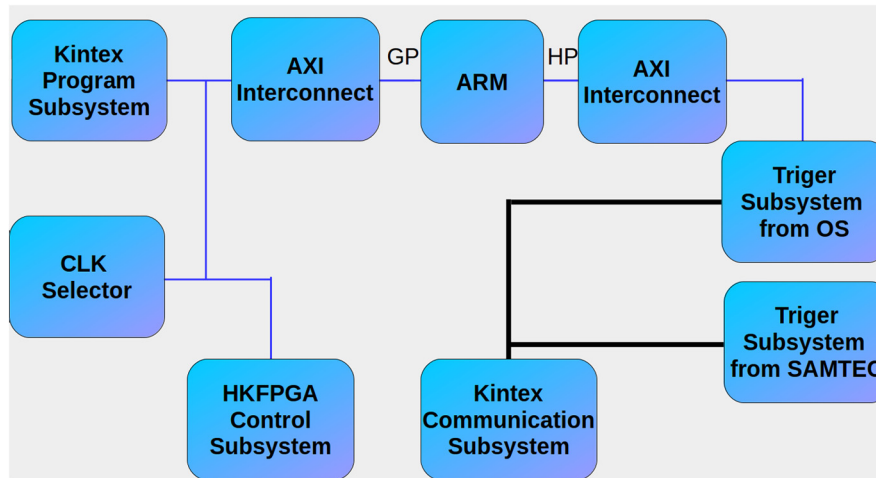 Kintex
Program
Subsystem
AXI
Interconnect
GP
ARM
HP
AXI
Interconnect
Triger
Subsystem
from OS
CLK
Selector
Triger
Subsystem
from SAMTEC
HKFPGA
Control
Subsystem
Kintex
Communication
Subsystem